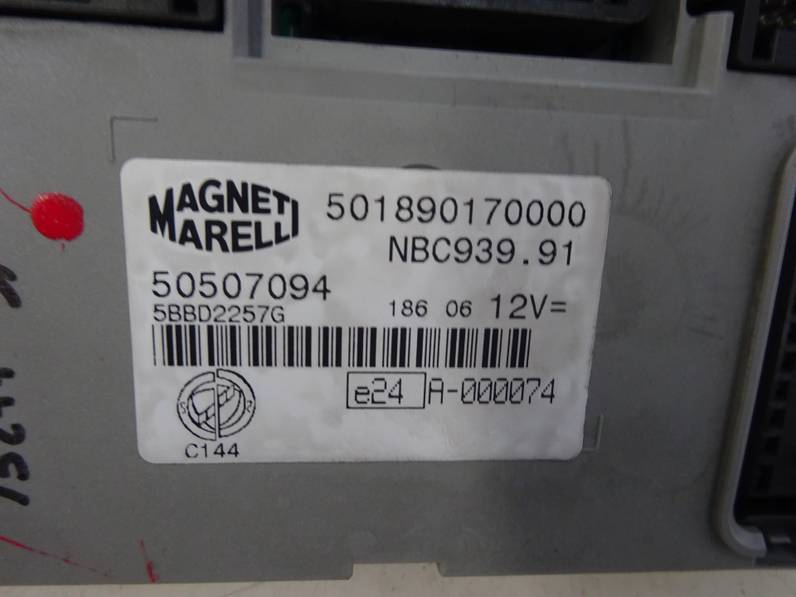 MAGNETI
MARELLI
501890170000
NBC939.91
50507094
5BBD2257G
186 06 12V=
e24 A-000074
C144